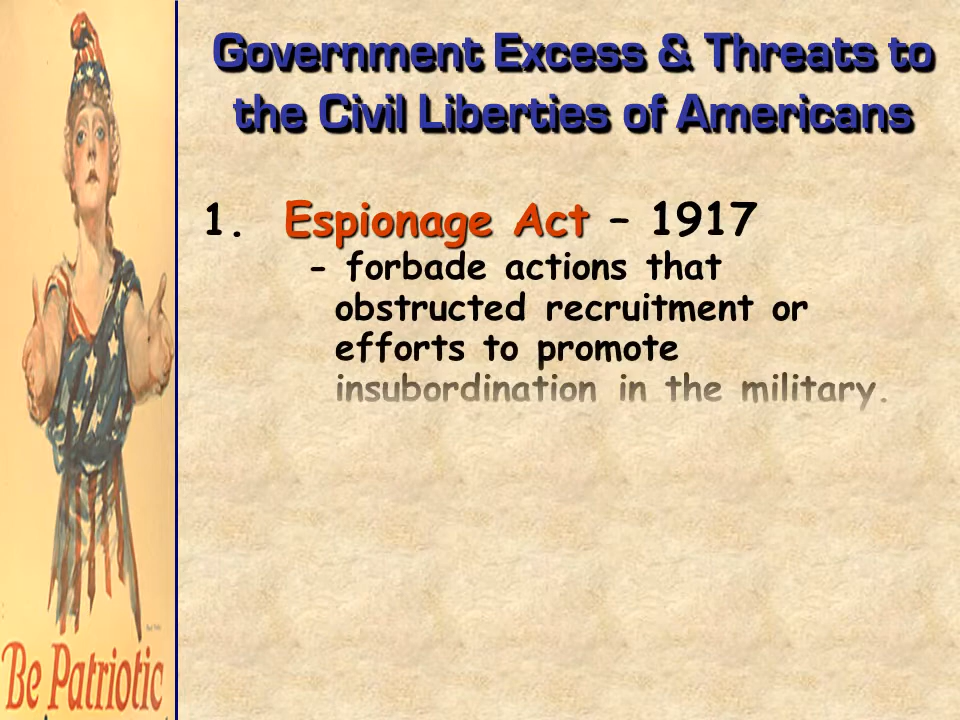 Government Excess & Threats to
the Civil Liberties of Americans
1. Espionage Act – 1917
- forbade actions that
obstructed recruitment or
efforts to promote
insubordination in the military.
Be Patriotic